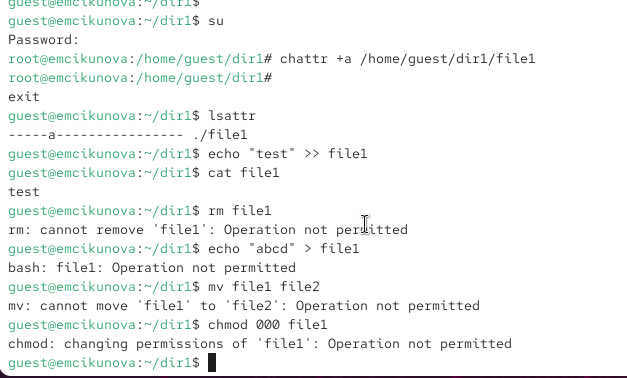 guest@emcikunova:~/dir1$
guest@emcikunova:~/dir1$ su
Password:
root@emcikunova:/home/guest/dir1# chattr +a /home/guest/dir1/file1
root@emcikunova:/home/guest/dir1#
exit
guest@emcikunova:~/dir1$ lsattr
-----a---------------- ./file1
guest@emcikunova:~/dir1$ echo "test" >> file1
guest@emcikunova:~/dir1$ cat file1
test
guest@emcikunova:~/dir1$ rm file1
rm: cannot remove 'file1': Operation not permitted
guest@emcikunova:~/dir1$ echo "abcd" > file1
bash: file1: Operation not permitted
guest@emcikunova:~/dir1$ mv file1 file2
mv: cannot move 'file1' to 'file2': Operation not permitted
guest@emcikunova:~/dir1$ chmod 000 file1
chmod: changing permissions of 'file1': Operation not permitted
guest@emcikunova:~/dir1$